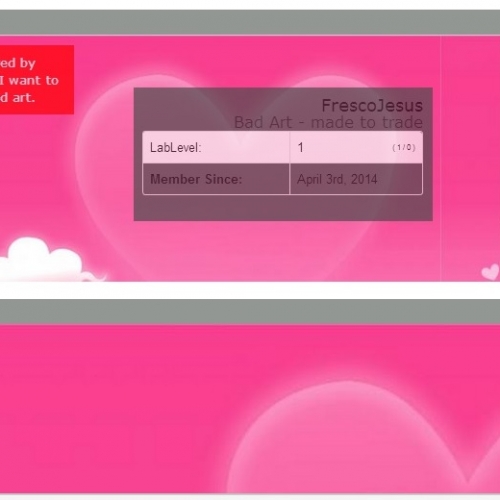 ed by
I want to
d art.
FrescoJesus
Bad Art - made to trade
LabLevel: 1 (1/0)
Member Since: April 3rd, 2014